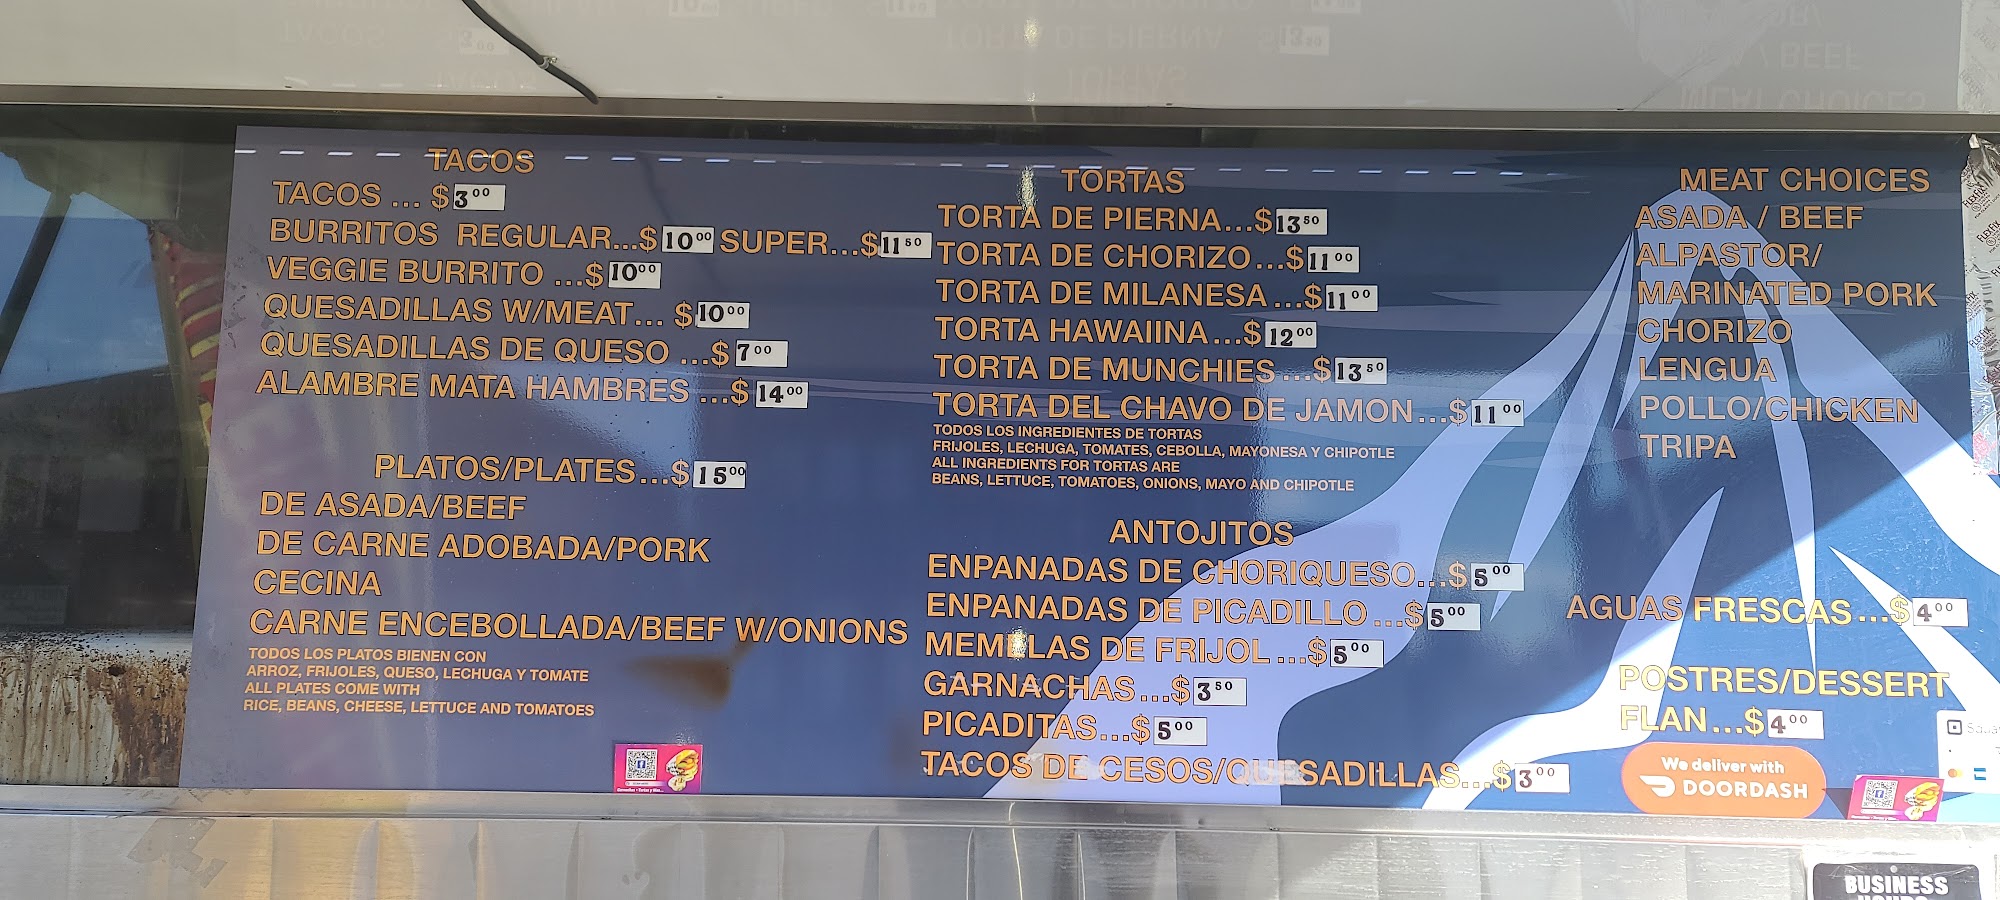 TACOS
TACOS ... $3.00
BURRITOS REGULAR...$10.00 SUPER...$11.50
VEGGIE BURRITO ...$10.00
QUESADILLAS W/MEAT... $10.00
QUESADILLAS DE QUESO ...$7.00
ALAMBRE MATA HAMBRES ...$14.00
PLATOS/PLATES...$15.00
DE ASADA/BEEF
DE CARNE ADOBADA/PORK
CECINA
CARNE ENCEBOLLADA/BEEF W/ONIONS
TODOS LOS PLATOS BIENEN CON
ARROZ, FRIJOLES, QUESO, LECHUGA Y TOMATE
ALL PLATES COME WITH
RICE, BEANS, CHEESE, LETTUCE AND TOMATOES
TORTAS
TORTA DE PIERNA...$13.50
TORTA DE CHORIZO...$11.00
TORTA DE MILANESA...$11.00
TORTA HAWAIINA...$12.00
TORTA DE MUNCHIES...$13.50
TORTA DEL CHAVO DE JAMON...$11.00
TODOS LOS INGREDIENTES DE TORTAS
FRIJOLES, LECHUGA, TOMATES, CEBOLLA, MAYONESA Y CHIPOTLE
ALL INGREDIENTS FOR TORTAS ARE
BEANS, LETTUCE, TOMATOES, ONIONS, MAYO AND CHIPOTLE
ANTOJITOS
ENPANADAS DE CHORIQUESO...$5.00
ENPANADAS DE PICADILLO...$5.00
MEMELAS DE FRIJOL...$5.00
GARNACHAS...$3.50
PICADITAS...$5.00
TACOS DE CESOS/QUESADILLAS...$3.00
MEAT CHOICES
ASADA / BEEF
ALPASTOR/
MARINATED PORK
CHORIZO
LENGUA
POLLO/CHICKEN
TRIPA
AGUAS FRESCAS...$4.00
POSTRES/DESSERT
FLAN...$4.00
We deliver with
DOORDASH
BUSINESS
HOURS